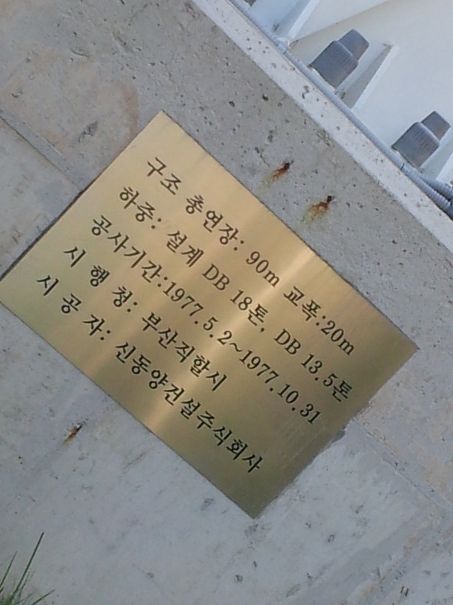 구조 총연장: 90m 교폭:20m
하중: 설계 DB 18톤, DB 13.5톤
공사기간:1977.5.2~1977.10.31
시 행 청: 부산직할시
시 공 자: 신동양건설주식회사